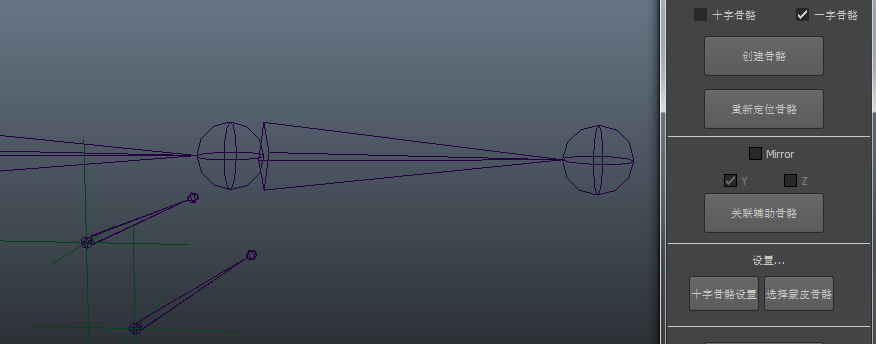 十字骨骼 一字骨骼
创建骨骼
重新定位骨骼
Mirror
Y Z
关联辅助骨骼
设置...
十字骨骼设置 选择蒙皮骨骼